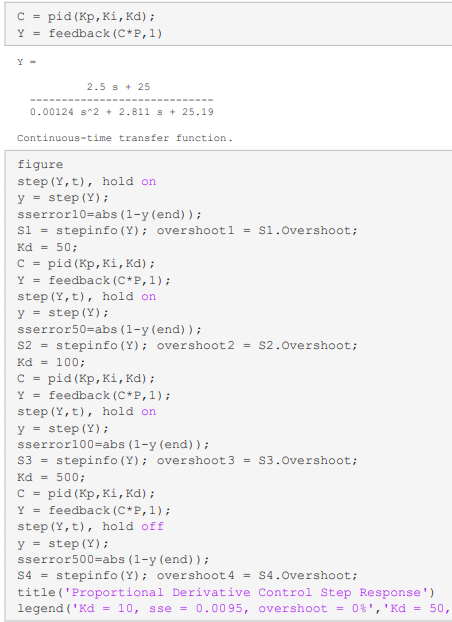 C = pid(Kp,Ki,Kd);
Y = feedback(C*P,1)
Y =
2.5 s + 25
-----------------------------
0.00124 s^2 + 2.811 s + 25.19
Continuous-time transfer function.
figure
step(Y,t), hold on
y = step(Y);
sserror10=abs(1-y(end));
S1 = stepinfo(Y); overshoot1 = S1.Overshoot;
Kd = 50;
C = pid(Kp,Ki,Kd);
Y = feedback(C*P,1);
step(Y,t), hold on
y = step(Y);
sserror50=abs(1-y(end));
S2 = stepinfo(Y); overshoot2 = S2.Overshoot;
Kd = 100;
C = pid(Kp,Ki,Kd);
Y = feedback(C*P,1);
step(Y,t), hold on
y = step(Y);
sserror100=abs(1-y(end));
S3 = stepinfo(Y); overshoot3 = S3.Overshoot;
Kd = 500;
C = pid(Kp,Ki,Kd);
Y = feedback(C*P,1);
step(Y,t), hold off
y = step(Y);
sserror500=abs(1-y(end));
S4 = stepinfo(Y); overshoot4 = S4.Overshoot;
title('Proportional Derivative Control Step Response')
legend('Kd = 10, sse = 0.0095, overshoot = 0%','Kd = 50,